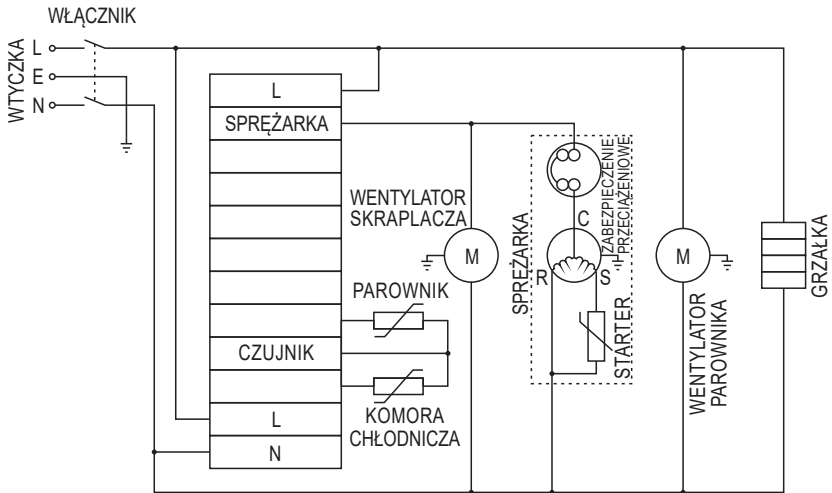 WŁĄCZNIK
WTYCZKA
L
E
N
L
SPRĘŻARKA
WENTYLATOR
SKRAPLACZA
M
PAROWNIK
CZUJNIK
KOMORA
CHŁODNICZA
L
N
SPRĘŻARKA
ZABEZPIECZENIE
PRZECIĄŻENIOWE
C
R
S
STARTER
M
WENTYLATOR
PAROWNIKA
GRZAŁKA